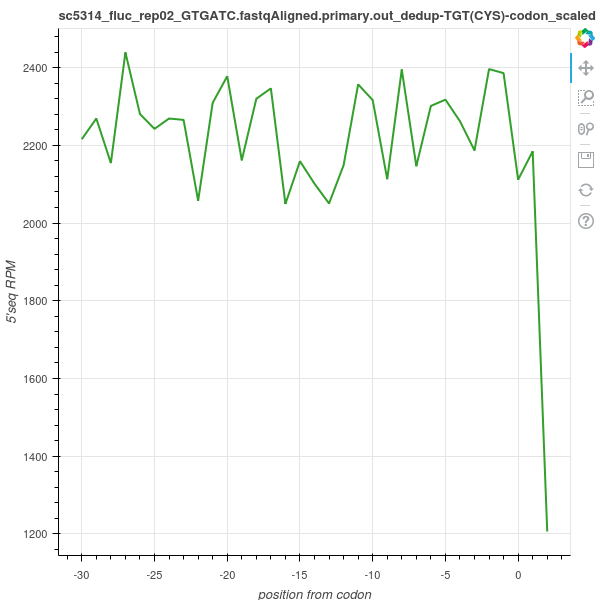 sc5314_fluc_rep02_GTGATC.fastqAligned.primary.out_dedup-TGT(CYS)-codon_scaled
2400
2200
2000
1800
1600
1400
1200
5'seq RPM
-30 -25 -20 -15 -10 -5 0
position from codon